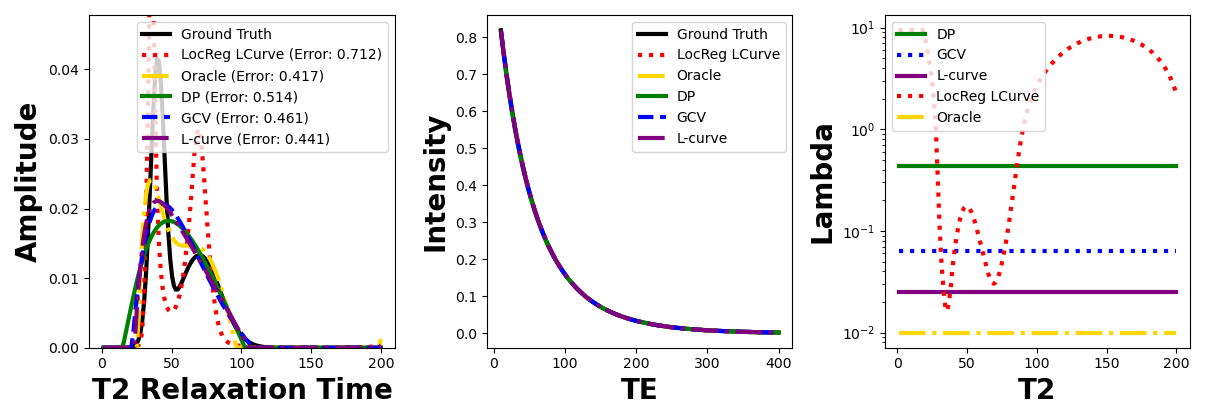 Amplitude
0.04
0.03
0.02
0.01
0.00
Ground Truth
LocReg LCurve (Error: 0.712)
Oracle (Error: 0.417)
DP (Error: 0.514)
GCV (Error: 0.461)
L-curve (Error: 0.441)
0 50 100 150 200
T2 Relaxation Time
Intensity
0.8
0.7
0.6
0.5
0.4
0.3
0.2
0.1
0.0
Ground Truth
LocReg LCurve
Oracle
DP
GCV
L-curve
0 100 200 300 400
TE
Lambda
10¹
10⁰
10⁻¹
10⁻²
DP
GCV
L-curve
LocReg LCurve
Oracle
0 50 100 150 200
T2